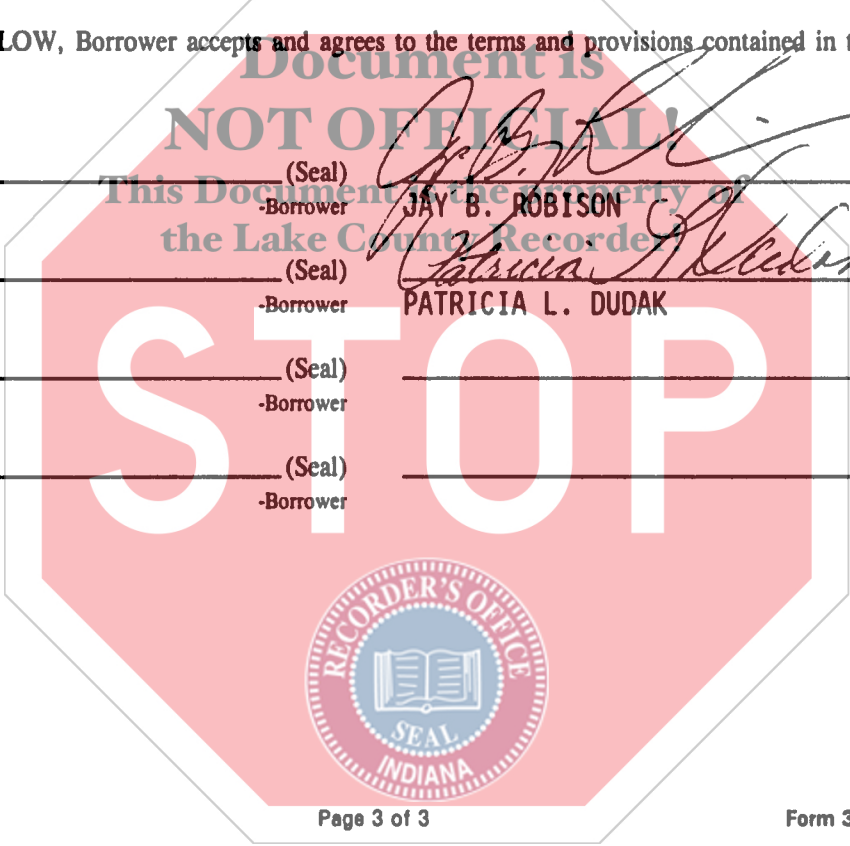 LOW, Borrower accepts and agrees to the terms and provisions contained in t
Document is
NOT OFFICIAL!
This Document is the property of
the Lake County Recorder!
(Seal)
-Borrower
JAY B. ROBISON
(Seal)
Patricia L. Dudak
-Borrower
PATRICIA L. DUDAK
(Seal)
-Borrower
(Seal)
-Borrower
STOP
RECORDER'S OFFICE
SEAL
INDIANA
Page 3 of 3
Form 3